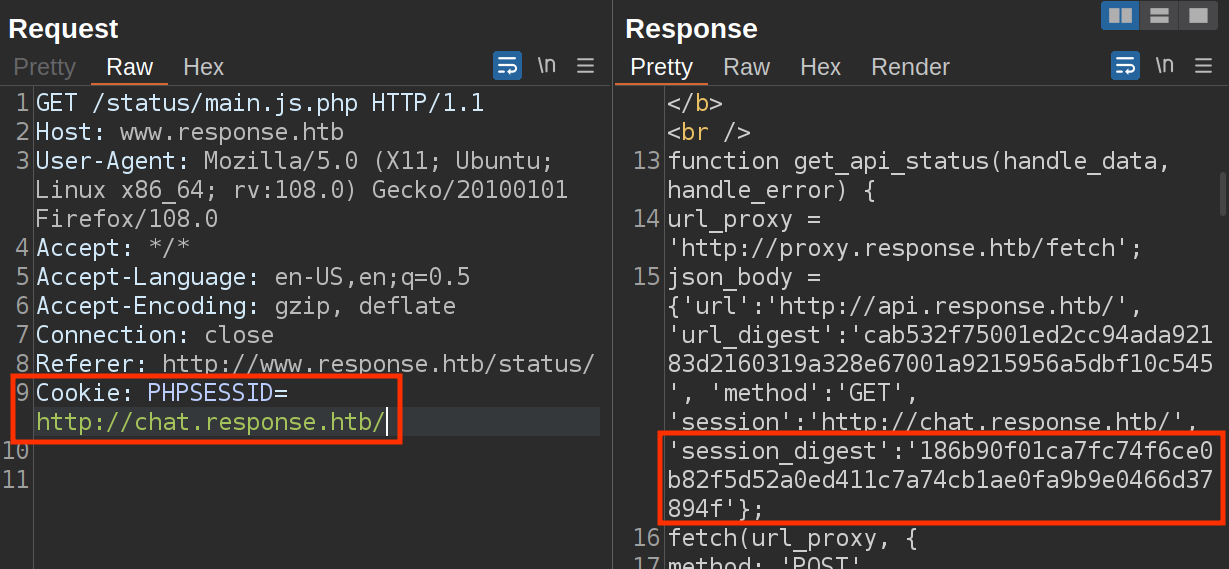 Request
Pretty Raw Hex
\n
1 GET /status/main.js.php HTTP/1.1
2 Host: www.response.htb
3 User-Agent: Mozilla/5.0 (X11; Ubuntu;
Linux x86_64; rv:108.0) Gecko/20100101
Firefox/108.0
4 Accept: */*
5 Accept-Language: en-US,en;q=0.5
6 Accept-Encoding: gzip, deflate
7 Connection: close
8 Referer: http://www.response.htb/status/
9 Cookie: PHPSESSID=
http://chat.response.htb/
10
11
Response
Pretty Raw Hex Render
\n
</b>
<br />
13 function get_api_status(handle_data,
handle_error) {
14 url_proxy =
'http://proxy.response.htb/fetch';
15 json_body =
{'url':'http://api.response.htb/',
'url_digest':'cab532f75001ed2cc94ada921
83d2160319a328e67001a9215956a5dbf10c545
', 'method':'GET',
'session':'http://chat.response.htb/',
'session_digest':'186b90f01ca7fc74f6ce0
b82f5d52a0ed411c7a74cb1ae0fa9b9e0466d37
894f'};
16 fetch(url_proxy, {
17 method: 'POST'